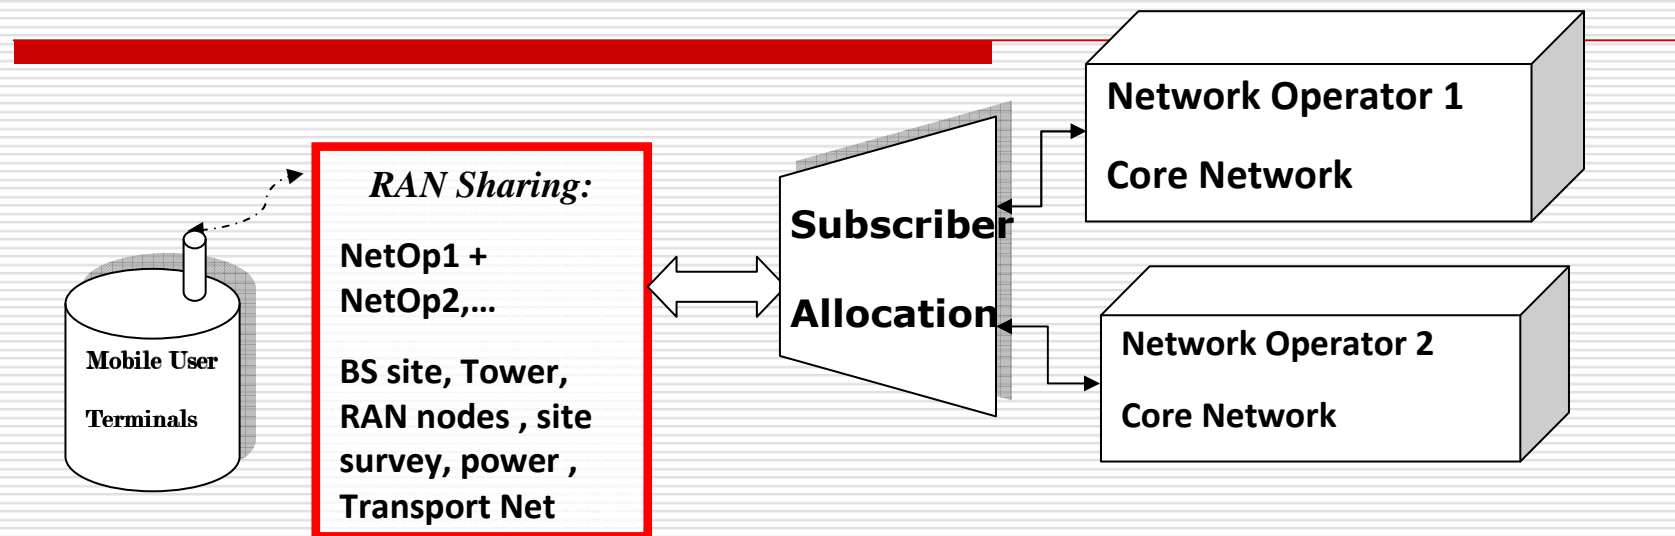 Mobile User
Terminals
RAN Sharing:
NetOp1 +
NetOp2,...
BS site, Tower,
RAN nodes , site
survey, power ,
Transport Net
Subscriber
Allocation
Network Operator 1
Core Network
Network Operator 2
Core Network